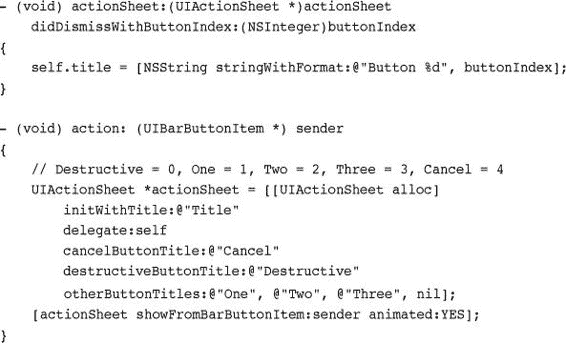 – (void) actionSheet:(UIActionSheet *)actionSheet
    didDismissWithButtonIndex:(NSInteger)buttonIndex
{
    self.title = [NSString stringWithFormat:@"Button %d", buttonIndex];
}

– (void) action: (UIBarButtonItem *) sender
{
    // Destructive = 0, One = 1, Two = 2, Three = 3, Cancel = 4
    UIActionSheet *actionSheet = [[UIActionSheet alloc]
        initWithTitle:@"Title"
        delegate:self
        cancelButtonTitle:@"Cancel"
        destructiveButtonTitle:@"Destructive"
        otherButtonTitles:@"One", @"Two", @"Three", nil];
    [actionSheet showFromBarButtonItem:sender animated:YES];
}